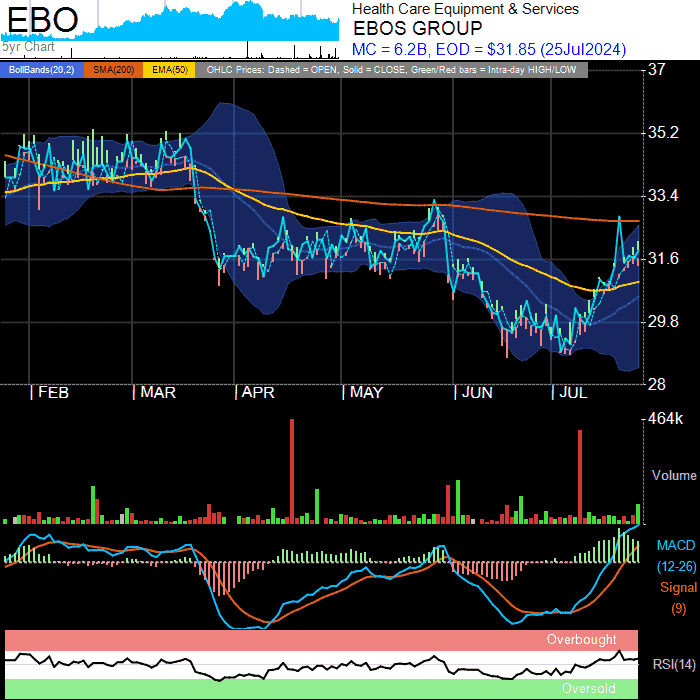 EBO
5yr Chart
Health Care Equipment & Services
EBOS GROUP
MC = 6.2B, EOD = $31.85 (25Jul2024)
BollBands(20,2) SMA(200) EMA(50) OHLC Prices: Dashed = OPEN, Solid = CLOSE, Green/Red bars = Intra-day HIGH/LOW
37
35.2
33.4
31.6
29.8
28
FEB MAR APR MAY JUN JUL
464k
Volume
MACD
(12-26)
Signal
(9)
Overbought
RSI(14)
Oversold